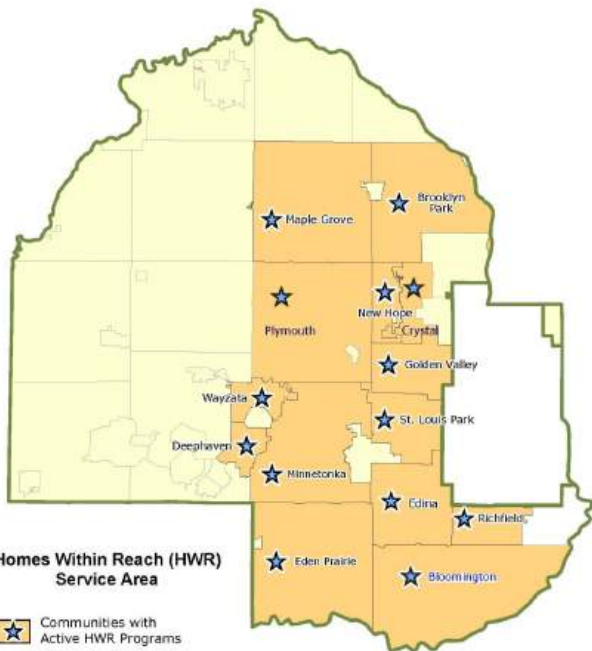 Brooklyn
Park
Maple Grove
New Hope
Plymouth
Crystal
Golden Valley
Wayzata
St. Louis Park
Deephaven
Minnetonka
Edina
Richfield
Homes Within Reach (HWR)
Service Area
Eden Prairie
Bloomington
Communities with
Active HWR Programs